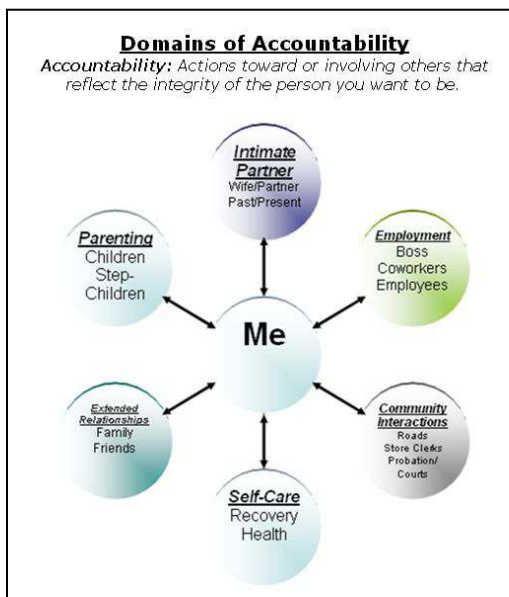 Domains of Accountability
Accountability: Actions toward or involving others that
reflect the integrity of the person you want to be.
Intimate
Partner
Wife/Partner
Past/Present
Parenting
Children
Step-
Children
Employment
Boss
Coworkers
Employees
Me
Extended
Relationships
Family
Friends
Community
Interactions
Roads
Store Clerks
Probation/
Courts
Self-Care
Recovery
Health